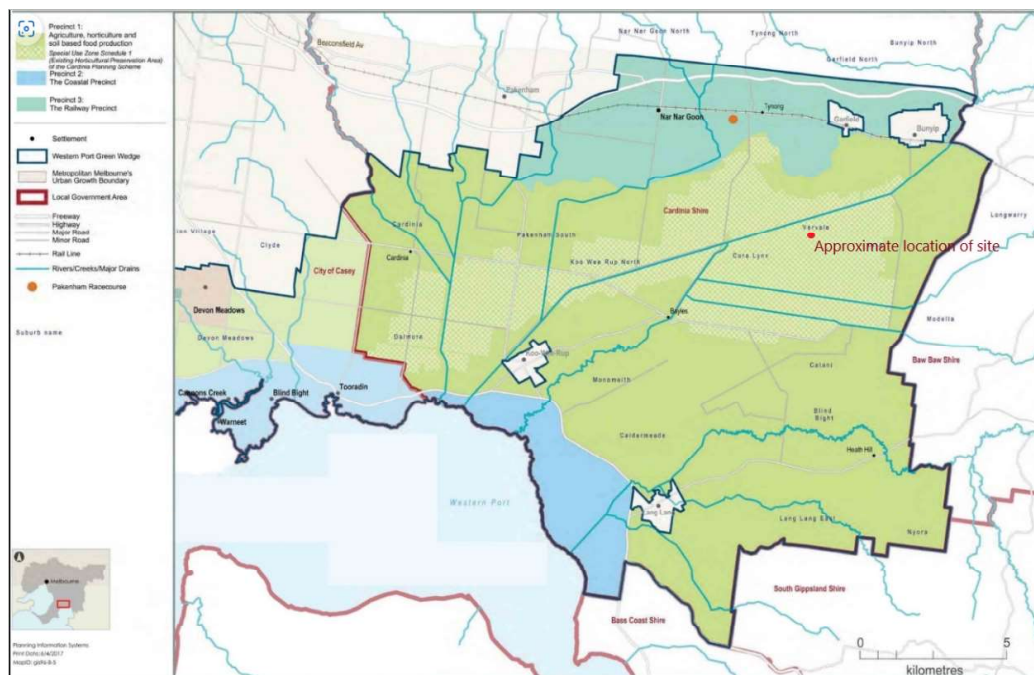 Precinct 1:
Agriculture, horticulture and
soil based food production
Special Use Zone Schedule 1
(Existing Horticultural Preservation Area)
of the Cardinia Planning Scheme
Precinct 2:
The Coastal Precinct
Precinct 3:
The Railway Precinct
Settlement
Western Port Green Wedge
Metropolitan Melbourne's
Urban Growth Boundary
Local Government Area
Freeway
Highway
Major Road
Minor Road
Rail Line
Rivers/Creeks/Major Drains
Pakenham Racecourse
Suburb name
Melbourne
Planning Information Systems
Beaconsfield Av
Nar Nar Goon North
Tynong North
Bunyip North
Garfield North
Pakenham
Nar Nar Goon
Tynong
Garfield
Bunyip
Longwarry
Cardinia Shire
Cardinia
Cardinia
Pakenham South
Vervale
Approximate location of site
Clyde
City of Casey
Koo Wee Rup North
Cora Lynn
Devon Meadows
Devon Meadows
Dalmore
Bayles
Modella
Koo-Wee-Rup
Baw Baw Shire
Monomeith
Catani
Cannons Creek
Blind Bight
Tooradin
Warneet
Caldermeade
Blind
Bight
Heath Hill
Western Port
Lang Lang
Lang Lang East
Nyora
South Gippsland Shire
Bass Coast Shire
0 5
kilometres